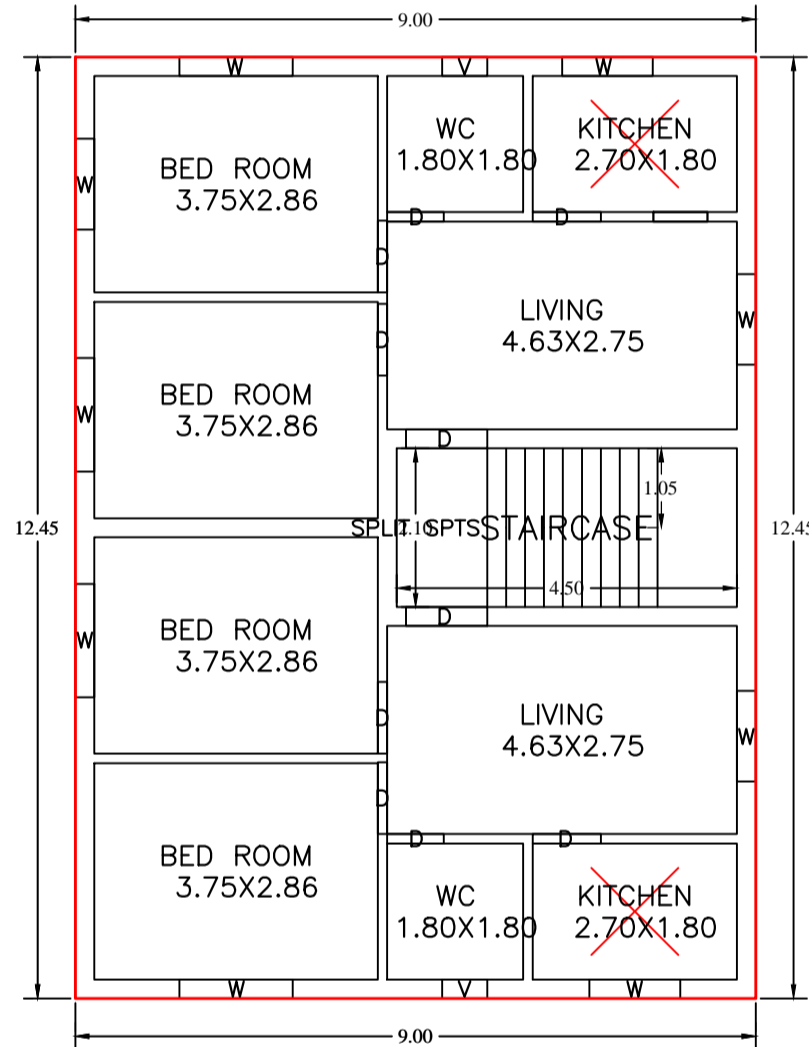 9.00
W
V
W
WC
1.80X1.80
KITCHEN
2.70X1.80
BED ROOM
3.75X2.86
W
D
D
D
LIVING
4.63X2.75
W
D
BED ROOM
3.75X2.86
W
D
1.05
12.45
SPLIT SPTS
2.10
STAIRCASE
12.45
4.50
D
BED ROOM
3.75X2.86
W
D
LIVING
4.63X2.75
W
D
D
D
BED ROOM
3.75X2.86
WC
1.80X1.80
KITCHEN
2.70X1.80
W
V
W
9.00